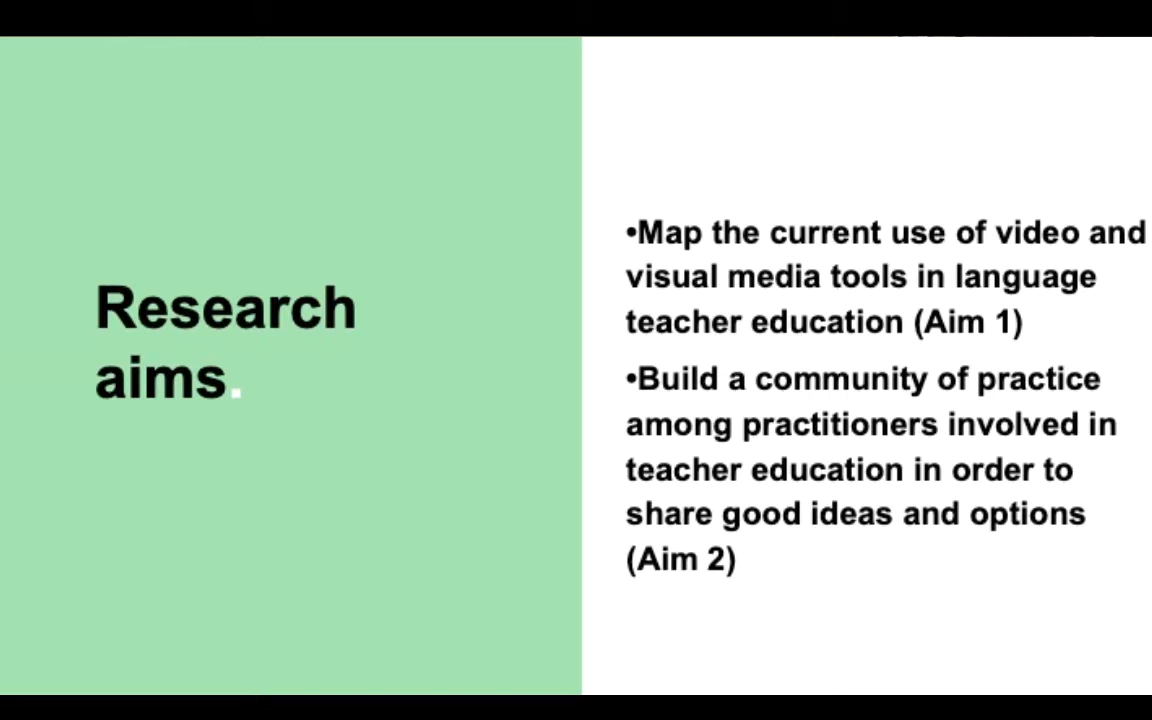 Research
aims.
•Map the current use of video and
visual media tools in language
teacher education (Aim 1)
•Build a community of practice
among practitioners involved in
teacher education in order to
share good ideas and options
(Aim 2)